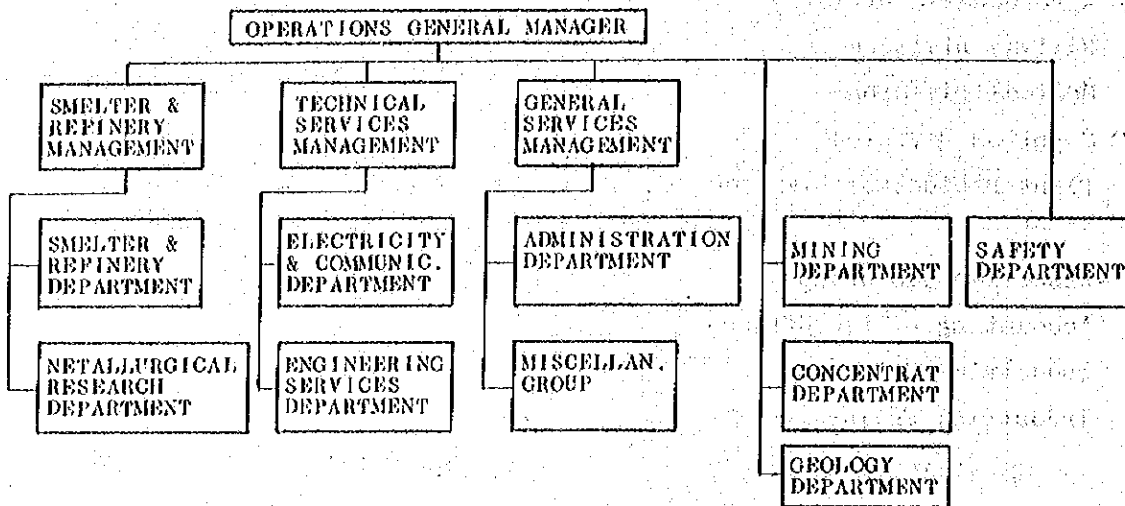 OPERATIONS GENERAL MANAGER
SMELTER &
REFINERY
MANAGEMENT
TECHNICAL
SERVICES
MANAGEMENT
GENERAL
SERVICES
MANAGEMENT
SMELTER &
REFINERY
DEPARTMENT
ELECTRICITY
& COMMUNIC.
DEPARTMENT
ADMINISTRATION
DEPARTMENT
MINING
DEPARTMENT
SAFETY
DEPARTMENT
NETALLURGICAL
RESEARCH
DEPARTMENT
ENGINEERING
SERVICES
DEPARTMENT
MISCELLAN.
GROUP
CONCENTRAT
DEPARTMENT
GEOLOGY
DEPARTMENT